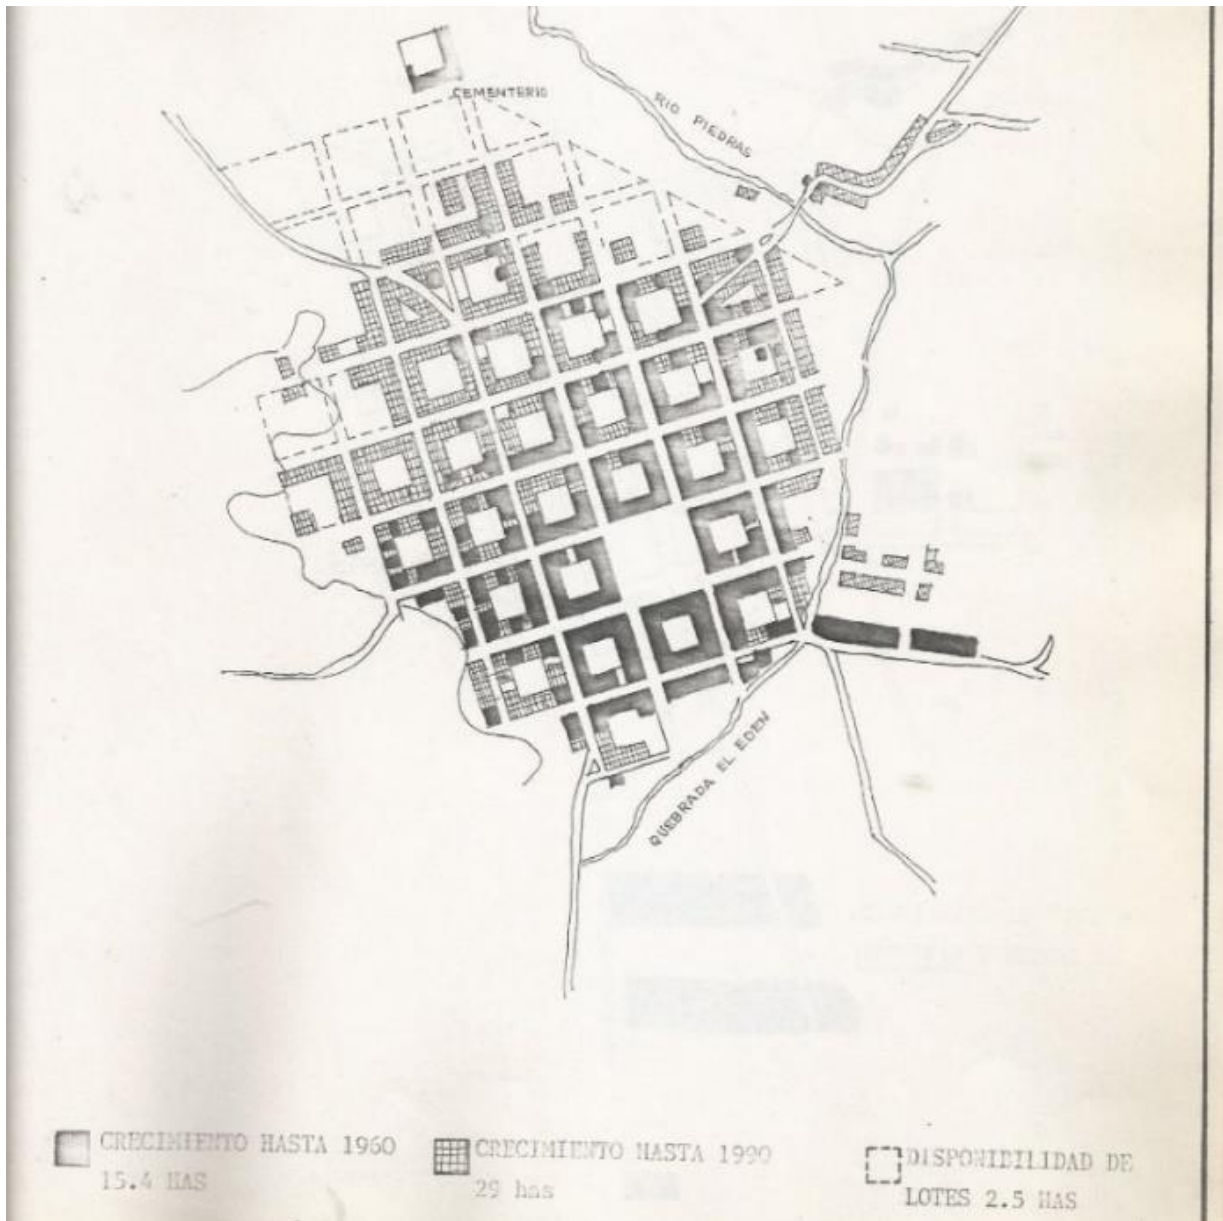 CEMENTERIO
RIO PIEDRAS
QUEBRADA EL EDEN
CRECIMIENTO HASTA 1960
15.4 HAS
CRECIMIENTO HASTA 1990
29 has
DISPONIBILIDAD DE
LOTES 2.5 HAS